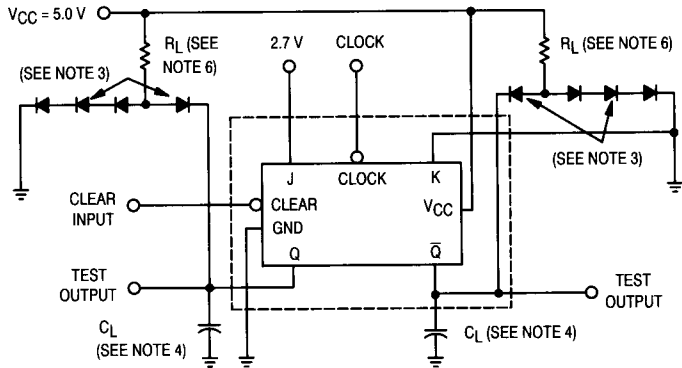 VCC = 5.0 V
RL (SEE
NOTE 6)
2.7 V
CLOCK
RL (SEE NOTE 6)
(SEE NOTE 3)
(SEE NOTE 3)
J
CLOCK
K
CLEAR
INPUT
CLEAR
VCC
GND
Q
Q̅
TEST
OUTPUT
TEST
OUTPUT
CL
(SEE NOTE 4)
CL (SEE NOTE 4)